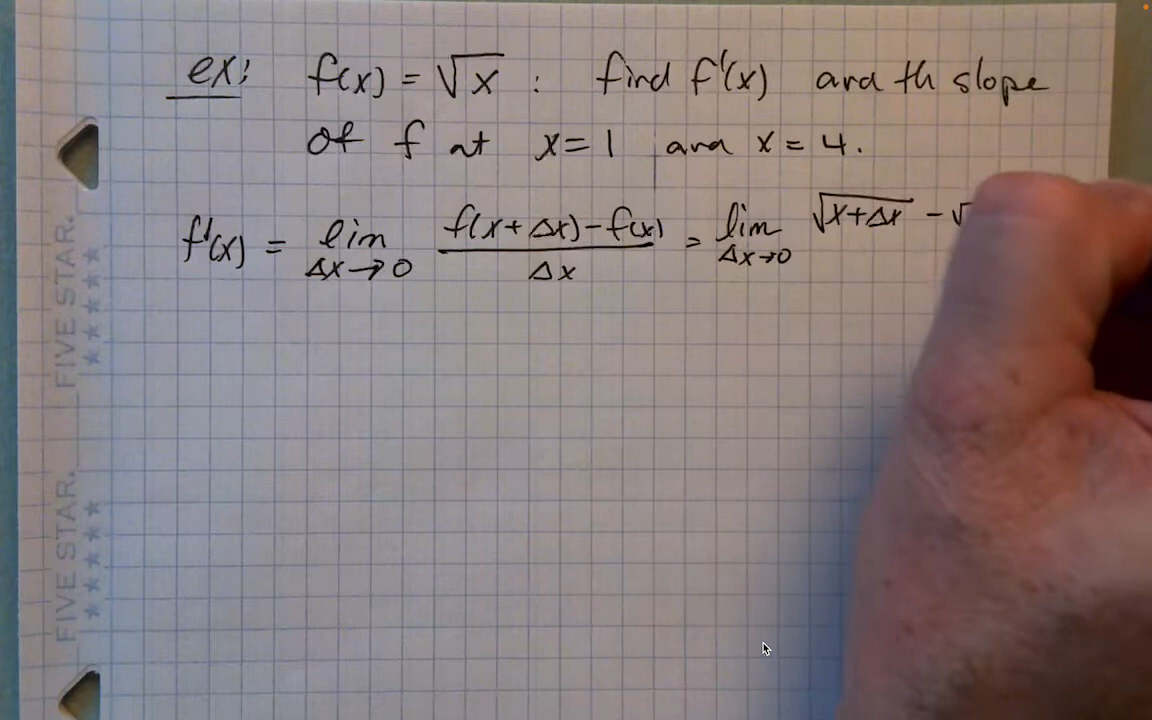 ex: f(x) = √x : find f'(x) and th slope
of f at x = 1 and x = 4.
f'(x) = lim Δx→0 f(x+Δx)-f(x) / Δx = lim Δx→0 √x+Δx - √
FIVE STAR.
FIVE STAR.